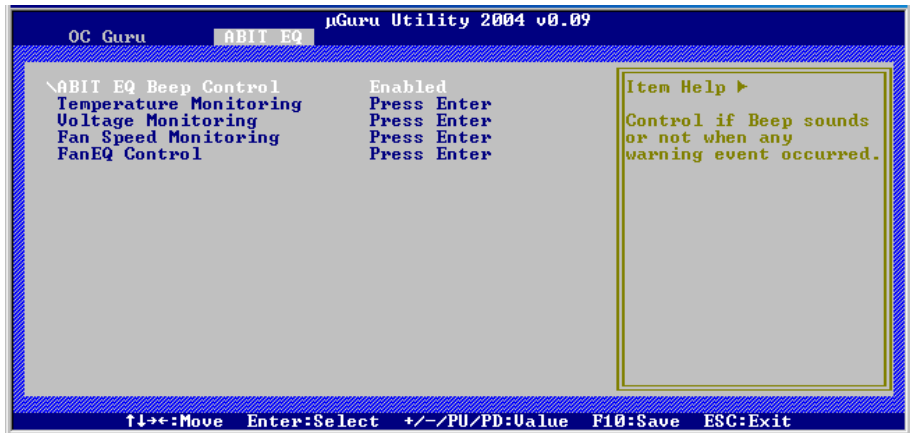 µGuru Utility 2004 v0.09
OC Guru ABIT EQ
\ABIT EQ Beep Control Enabled
Temperature Monitoring Press Enter
Voltage Monitoring Press Enter
Fan Speed Monitoring Press Enter
FanEQ Control Press Enter
Item Help ►
Control if Beep sounds
or not when any
warning event occurred.
↑↓→←:Move Enter:Select +/-/PU/PD:Value F10:Save ESC:Exit